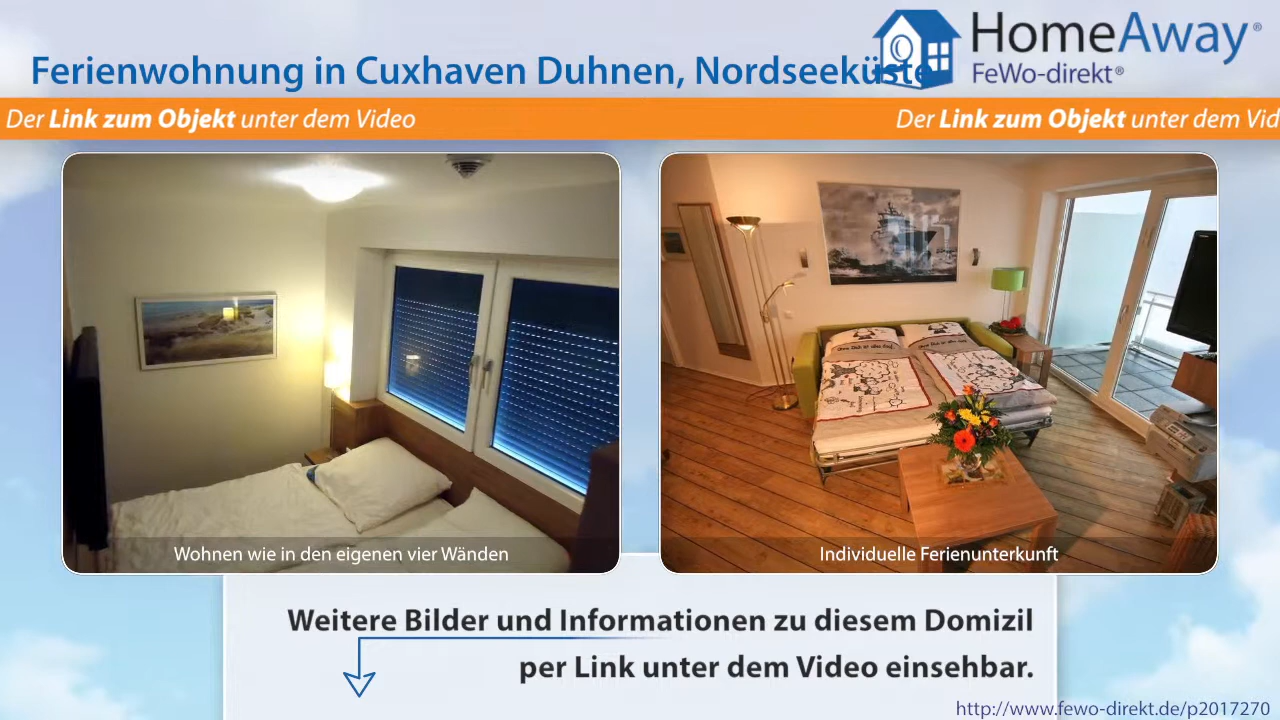 HomeAway®
FeWo-direkt®
Ferienwohnung in Cuxhaven Duhnen, Nordseeküste
Der Link zum Objekt unter dem Video
Der Link zum Objekt unter dem Vid
Wohnen wie in den eigenen vier Wänden
Individuelle Ferienunterkunft
Weitere Bilder und Informationen zu diesem Domizil
per Link unter dem Video einsehbar.
http://www.fewo-direkt.de/p2017270